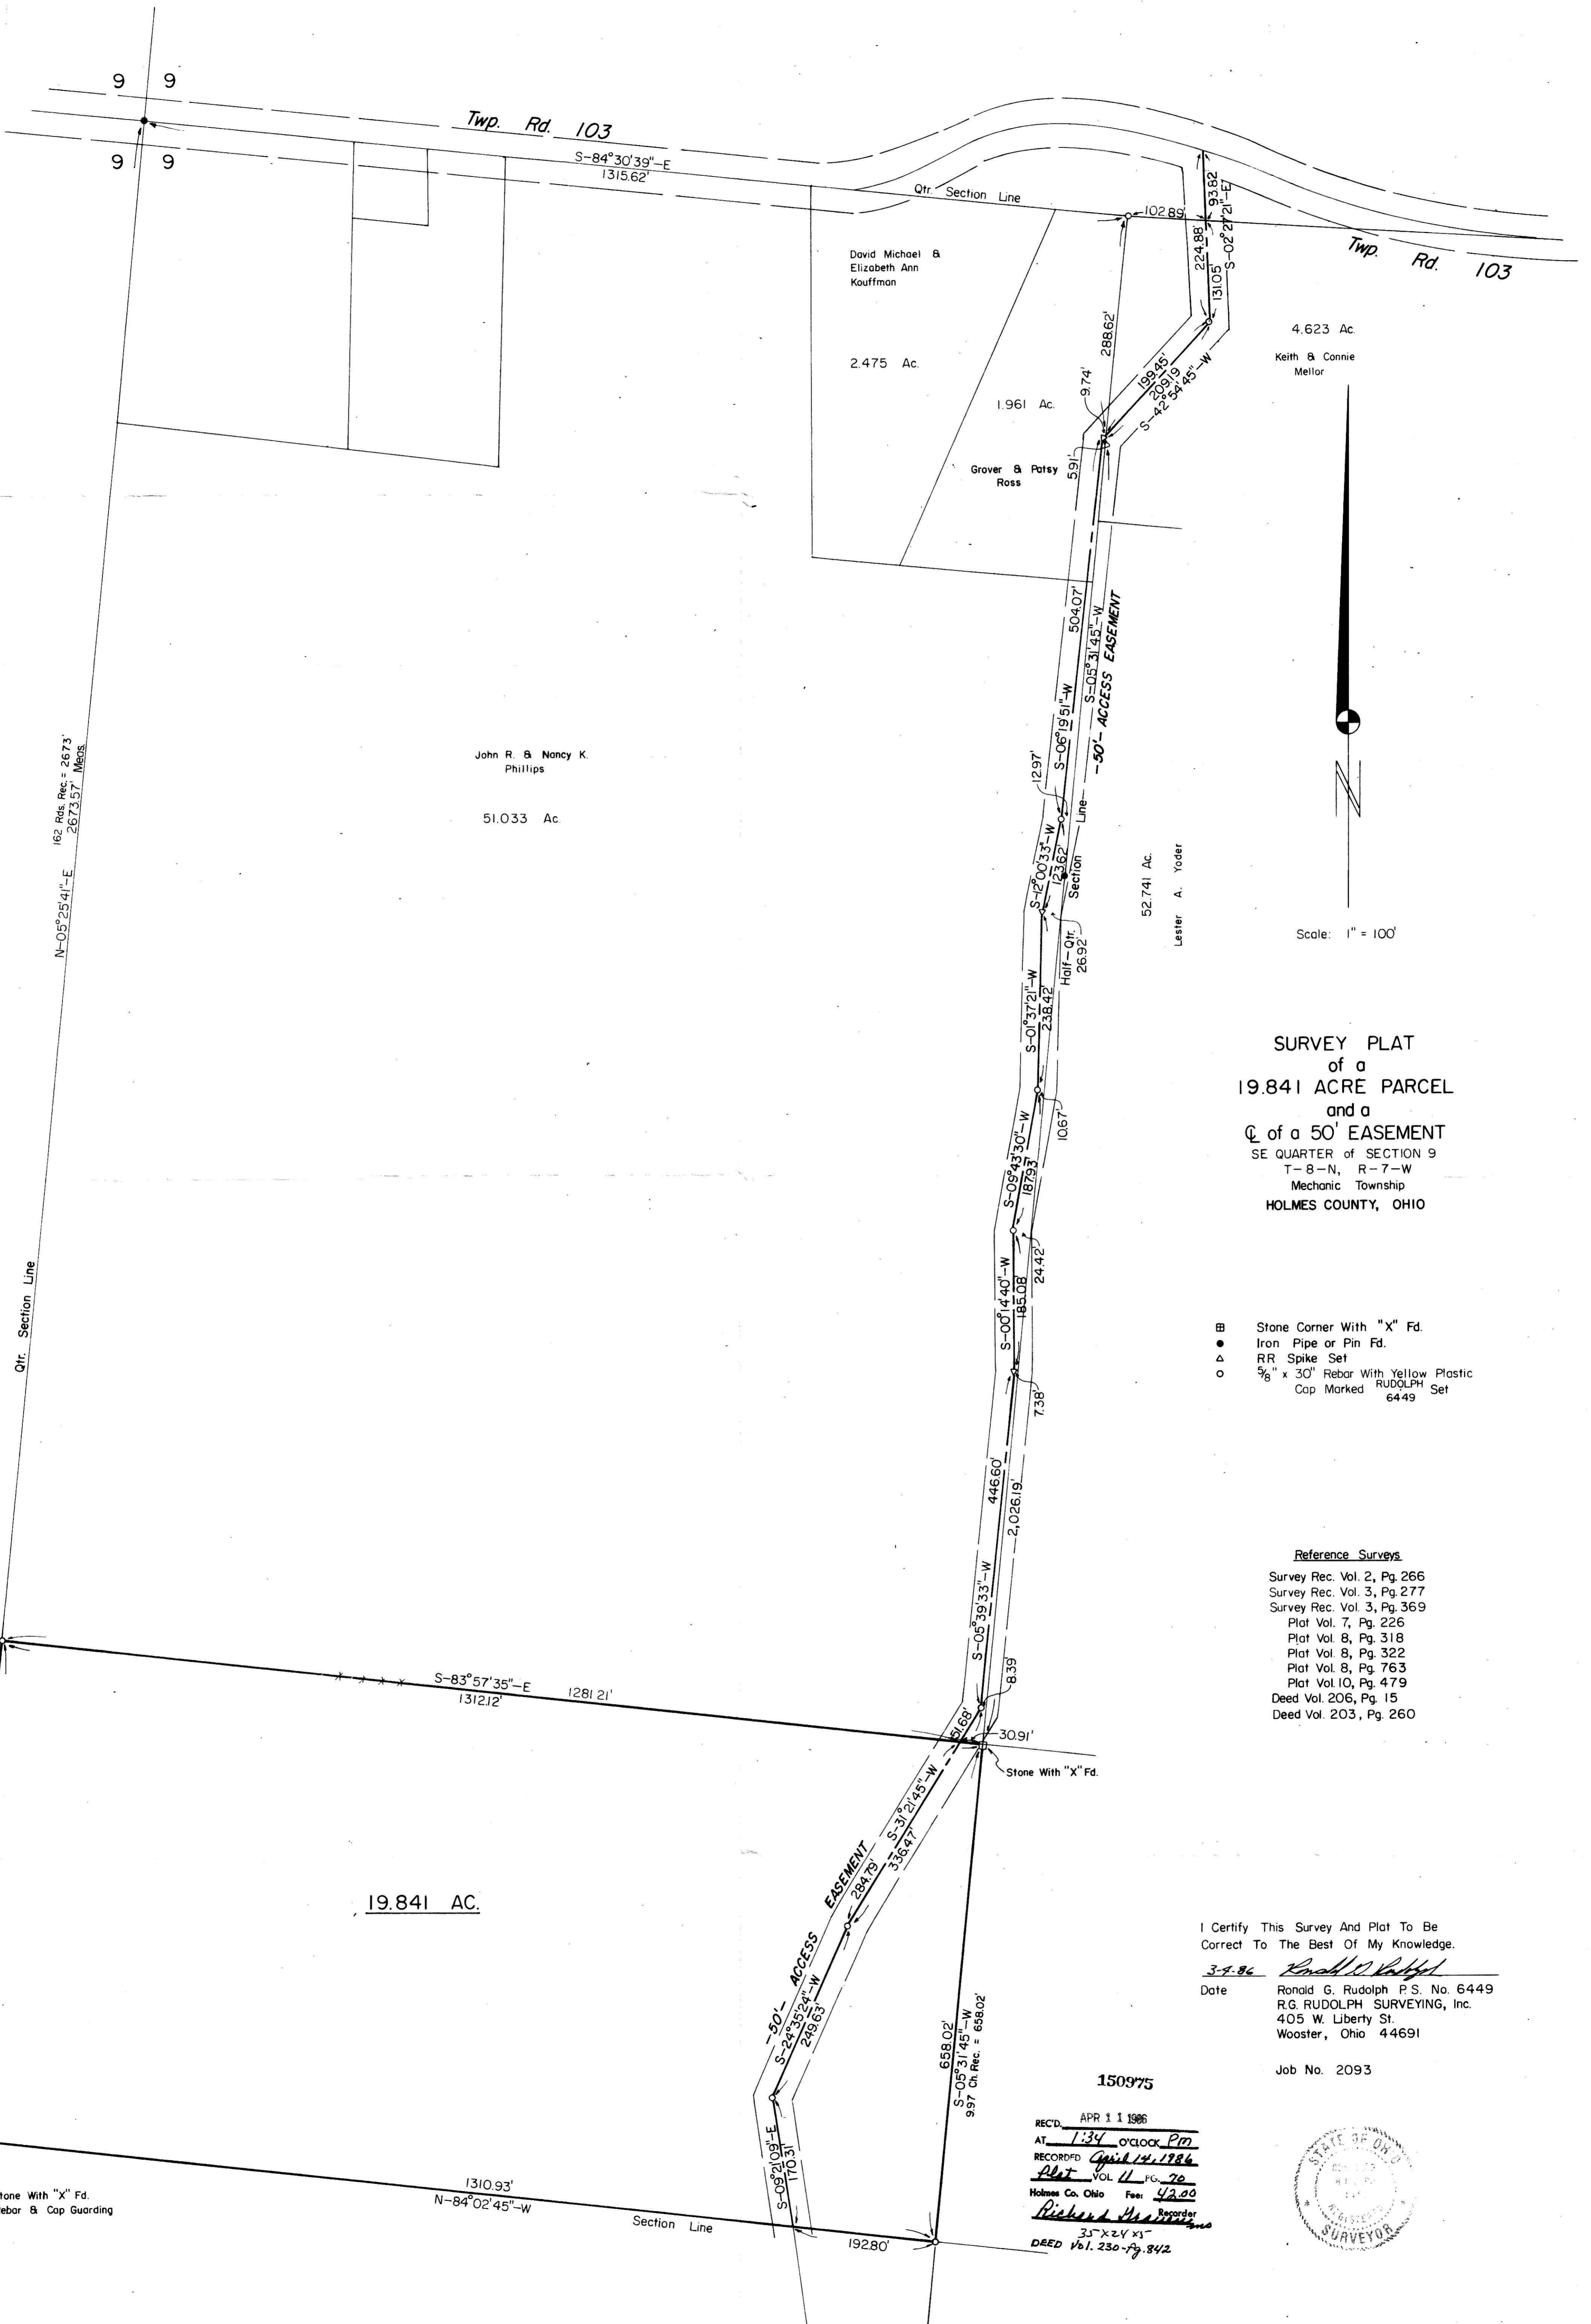 9 9
9 9
Twp. Rd. 103
S-84°30'39"-E
1315.62'
Qtr. Section Line
102.89'
93.82
S-02°27'21"-E
224.88'
131.05'
Twp. Rd. 103
David Michael &
Elizabeth Ann
Kouffman
2.475 Ac.
1.961 Ac.
Grover & Patsy
Ross
288.62'
9.74'
5.91'
199.45'
209.19
S-42°54'45"-W
4.623 Ac.
Keith & Connie
Mellor
504.07'
S-06°19'51"-W
S-05°31'45"-W
-50'- ACCESS EASEMENT
12.97'
S-12°00'33"-W
123.62'
Half-Qtr. Section Line
26.92'
52.741 Ac.
Lester A. Yoder
N
Scale: 1" = 100'
John R. & Nancy K.
Phillips
51.033 Ac.
162 Rds. Rec. = 2673'
N-05°25'41"-E 2673.57' Meas.
Qtr. Section Line
S-01°37'21"-W
238.42'
10.67'
S-09°43'30"-W
187.93'
24.42'
S-00°14'40"-W
185.08'
7.38'
446.60'
2,026.19'
S-05°39'33"-W
8.39'
SURVEY PLAT
of a
19.841 ACRE PARCEL
and a
℄ of a 50' EASEMENT
SE QUARTER of SECTION 9
T-8-N, R-7-W
Mechanic Township
HOLMES COUNTY, OHIO
Stone Corner With "X" Fd.
Iron Pipe or Pin Fd.
RR Spike Set
5/8" x 30" Rebar With Yellow Plastic
Cap Marked RUDOLPH 6449 Set
Reference Surveys
Survey Rec. Vol. 2, Pg. 266
Survey Rec. Vol. 3, Pg. 277
Survey Rec. Vol. 3, Pg. 369
Plat Vol. 7, Pg. 226
Plat Vol. 8, Pg. 318
Plat Vol. 8, Pg. 322
Plat Vol. 8, Pg. 763
Plat Vol. 10, Pg. 479
Deed Vol. 206, Pg. 15
Deed Vol. 203, Pg. 260
S-83°57'35"-E 1281.21'
1312.12'
51.68'
30.91'
Stone With "X" Fd.
S-31°21'45"-W
284.79'
336.47'
-50'- ACCESS EASEMENT
S-24°35'24"-W
249.63'
S-09°21'09"-E
170.31'
19.841 AC.
658.02'
S-05°31'45"-W
9.97 Ch. Rec. = 658.02'
1310.93'
N-84°02'45"-W
Section Line
192.80'
tone With "X" Fd.
ebar & Cap Guarding
I Certify This Survey And Plat To Be
Correct To The Best Of My Knowledge.
3-4-86
Date
Ronald G. Rudolph P.S. No. 6449
R.G. RUDOLPH SURVEYING, Inc.
405 W. Liberty St.
Wooster, Ohio 44691
Job No. 2093
150975
REC'D. APR 11 1986
AT 1:34 O'CLOCK Pm
RECORDED April 14, 1986
Plat VOL 11 PG. 70
Holmes Co. Ohio Fee: 42.00
Richard
Recorder
35x24x5
DEED Vol. 230-Pg. 842
STATE OF OHIO
REGISTERED
SURVEYOR